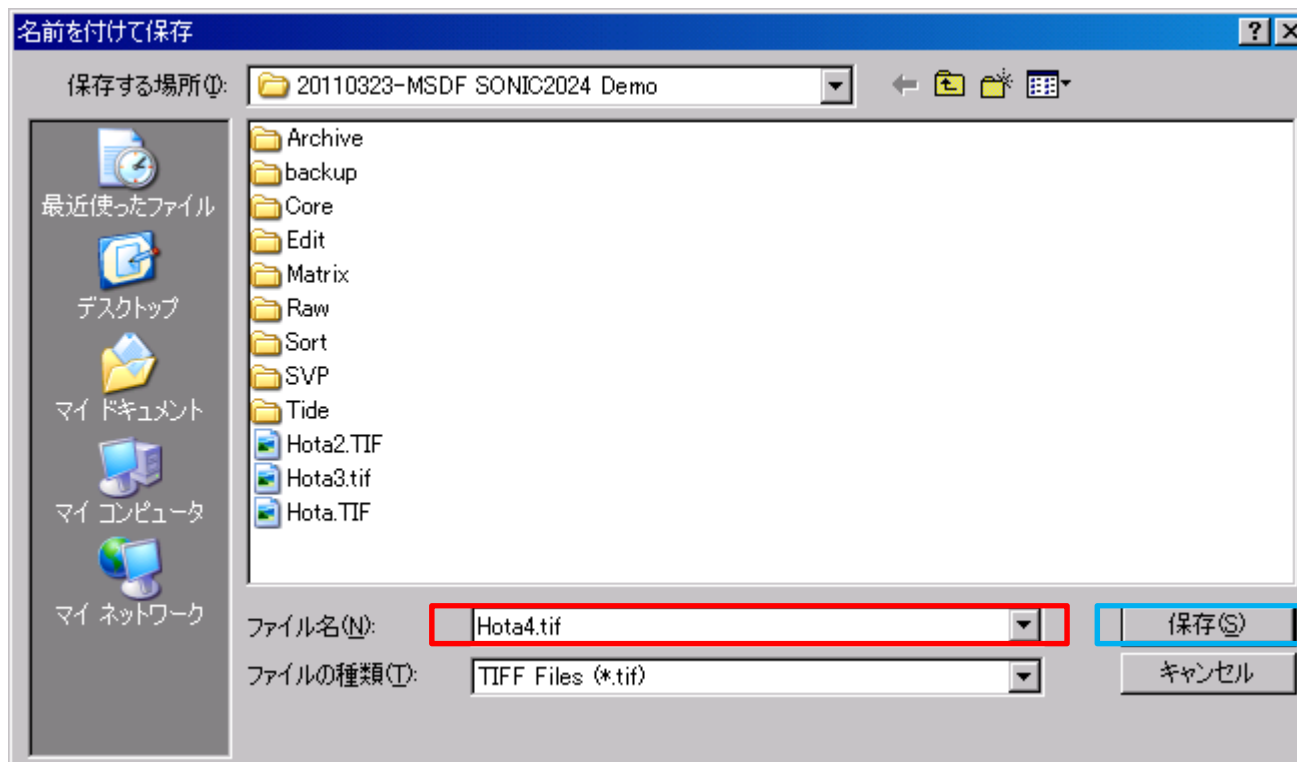 名前を付けて保存
保存する場所(I): 20110323-MSDF SONIC2024 Demo
最近使ったファイル
デスクトップ
マイ ドキュメント
マイ コンピュータ
マイ ネットワーク
Archive
backup
Core
Edit
Matrix
Raw
Sort
SVP
Tide
Hota2.TIF
Hota3.tif
Hota.TIF
ファイル名(N): Hota4.tif 保存(S)
ファイルの種類(T): TIFF Files (*.tif) キャンセル